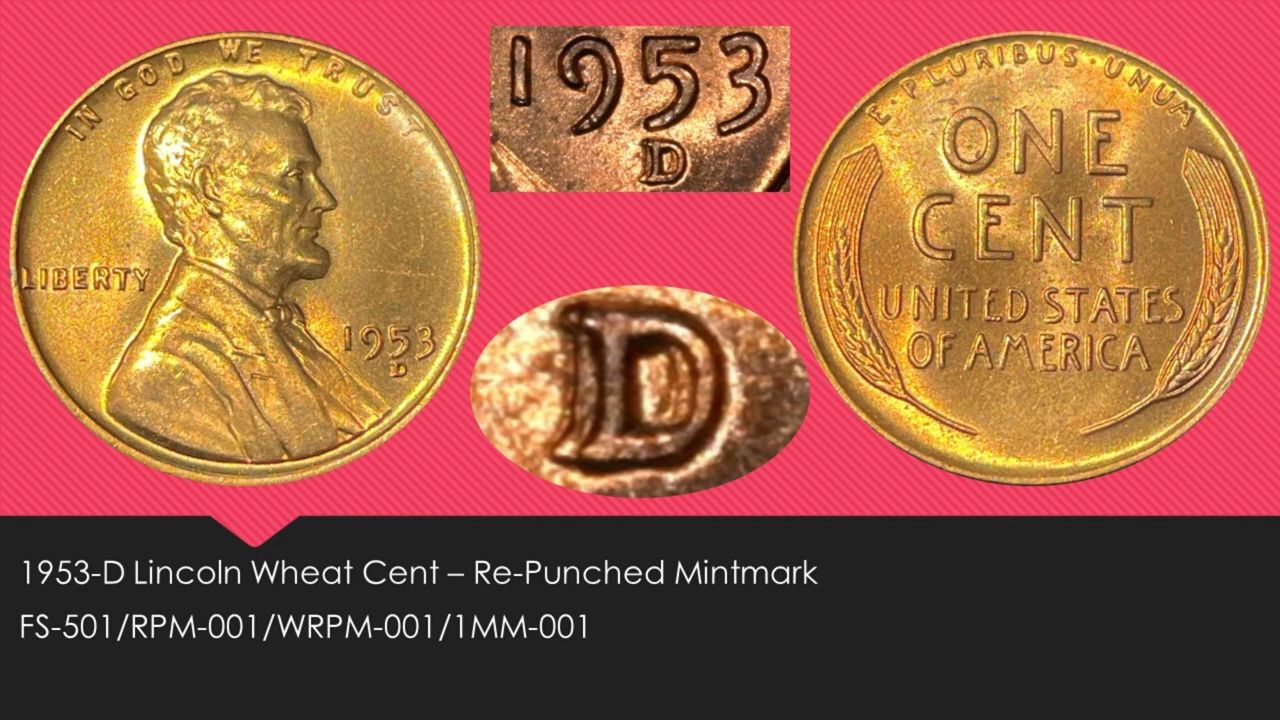 IN GOD WE TRUST
LIBERTY
1953
D
1953
D
D
E·PLURIBUS·UNUM
ONE
CENT
UNITED STATES
OF AMERICA
1953-D Lincoln Wheat Cent – Re-Punched Mintmark
FS-501/RPM-001/WRPM-001/1MM-001